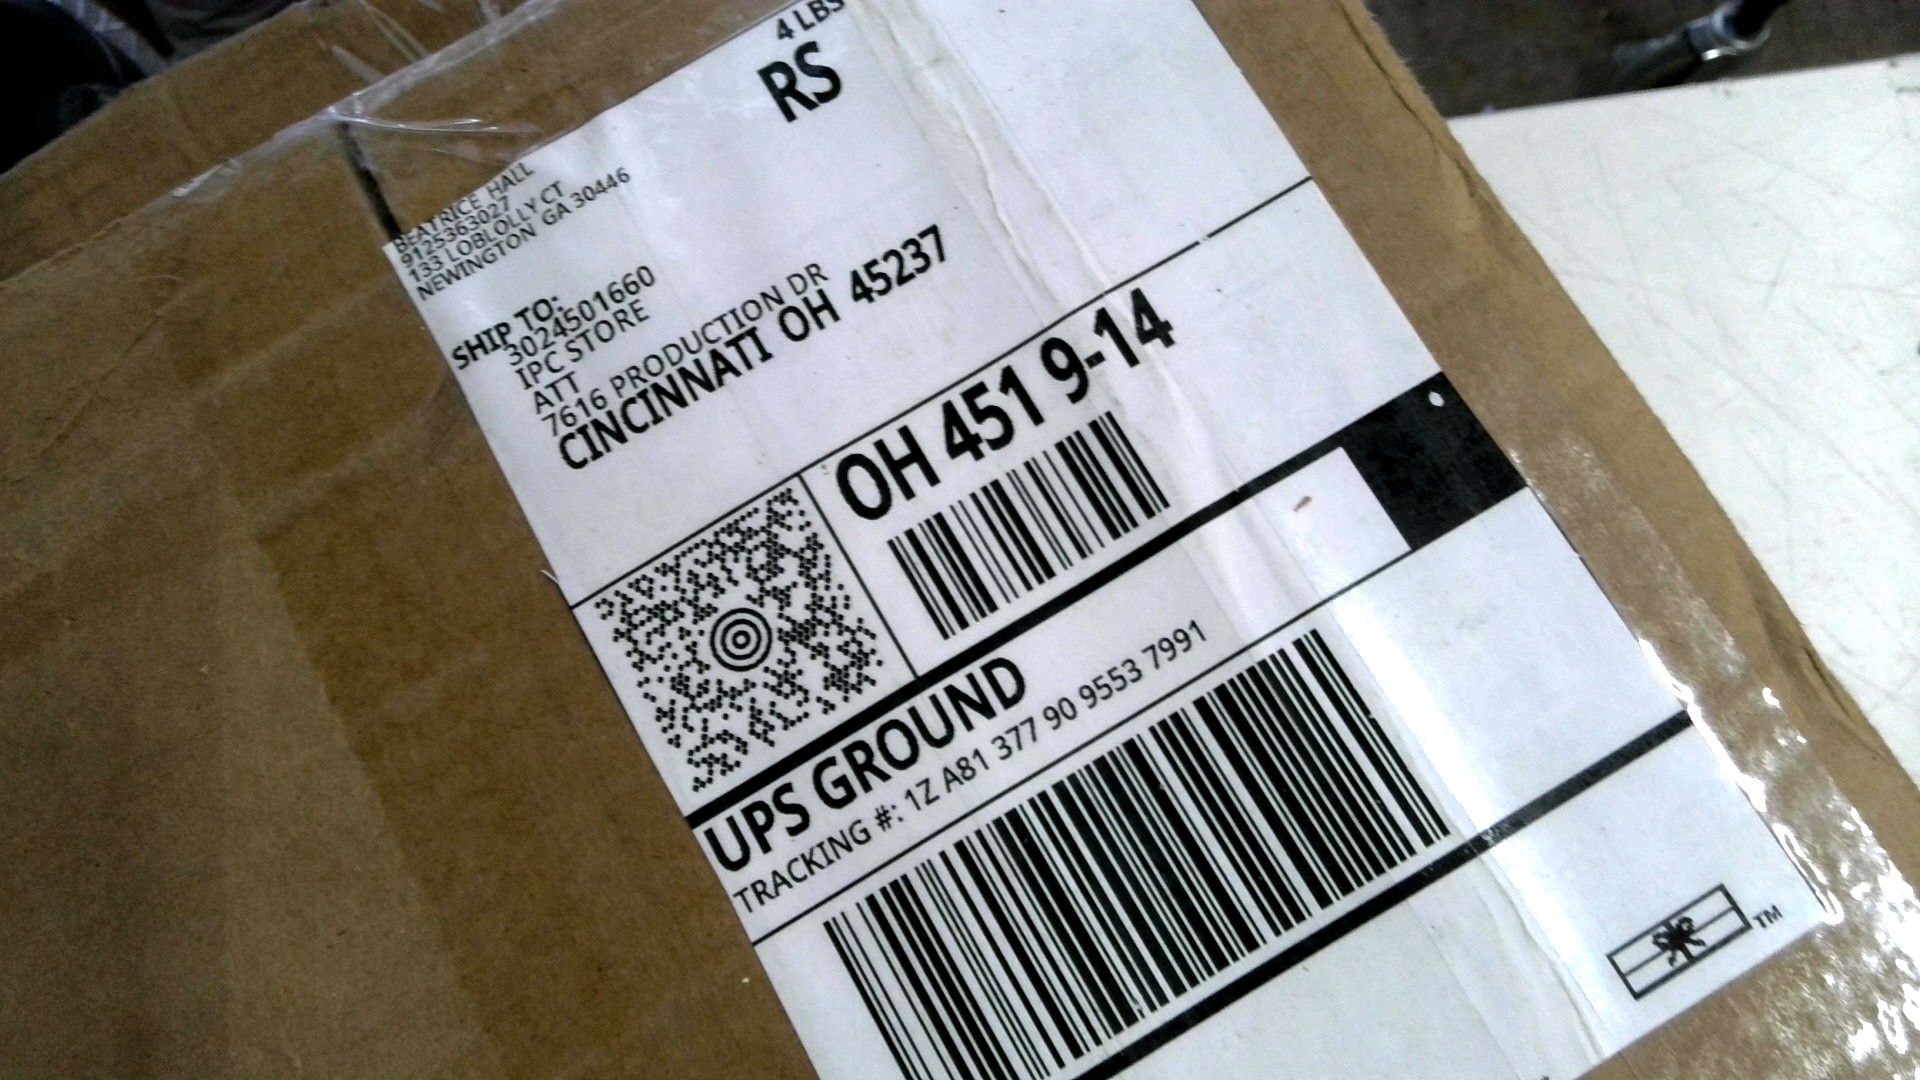 4 LBS
RS
BEATRICE HALL
9125363027
133 LOBLOLLY CT
NEWINGTON GA 30446
SHIP TO:
3024501660
IPC STORE
ATT
7616 PRODUCTION DR
CINCINNATI OH 45237
OH 451 9-14
UPS GROUND
TRACKING #: 1Z A81 377 90 9553 7991
TM